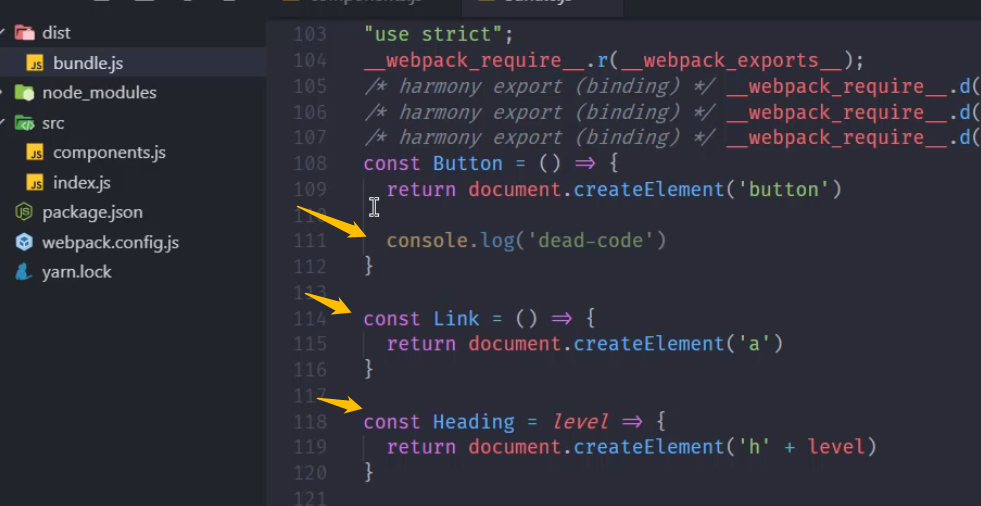 dist
bundle.js
node_modules
src
components.js
index.js
package.json
webpack.config.js
yarn.lock
103 "use strict";
104 __webpack_require__.r(__webpack_exports__);
105 /* harmony export (binding) */ __webpack_require__.d(
106 /* harmony export (binding) */ __webpack_require__.d(
107 /* harmony export (binding) */ __webpack_require__.d(
108 const Button = () => {
109 return document.createElement('button')
110
111 console.log('dead-code')
112 }
113
114 const Link = () => {
115 return document.createElement('a')
116 }
117
118 const Heading = level => {
119 return document.createElement('h' + level)
120 }
121